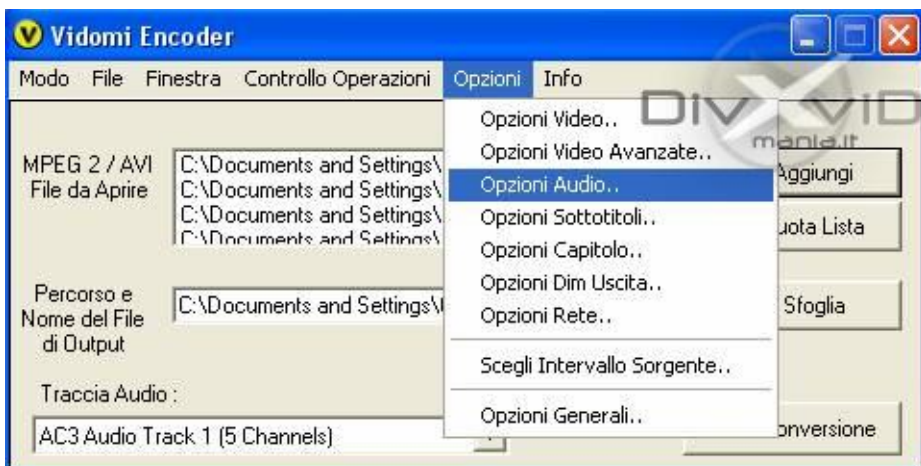 Vidomi Encoder
Modo File Finestra Controllo Operazioni Opzioni Info
Opzioni Video..
Opzioni Video Avanzate..
Opzioni Audio..
Opzioni Sottotitoli..
Opzioni Capitolo..
Opzioni Dim Uscita..
Opzioni Rete..
Scegli Intervallo Sorgente..
Opzioni Generali..
MPEG 2 / AVI
File da Aprire
C:\Documents and Settings\
C:\Documents and Settings\
C:\Documents and Settings\
C:\Documents and Settings\
Aggiungi
Lista
Percorso e
Nome del File
di Output
C:\Documents and Settings\
Sfoglia
Traccia Audio :
AC3 Audio Track 1 (5 Channels)
mania.it